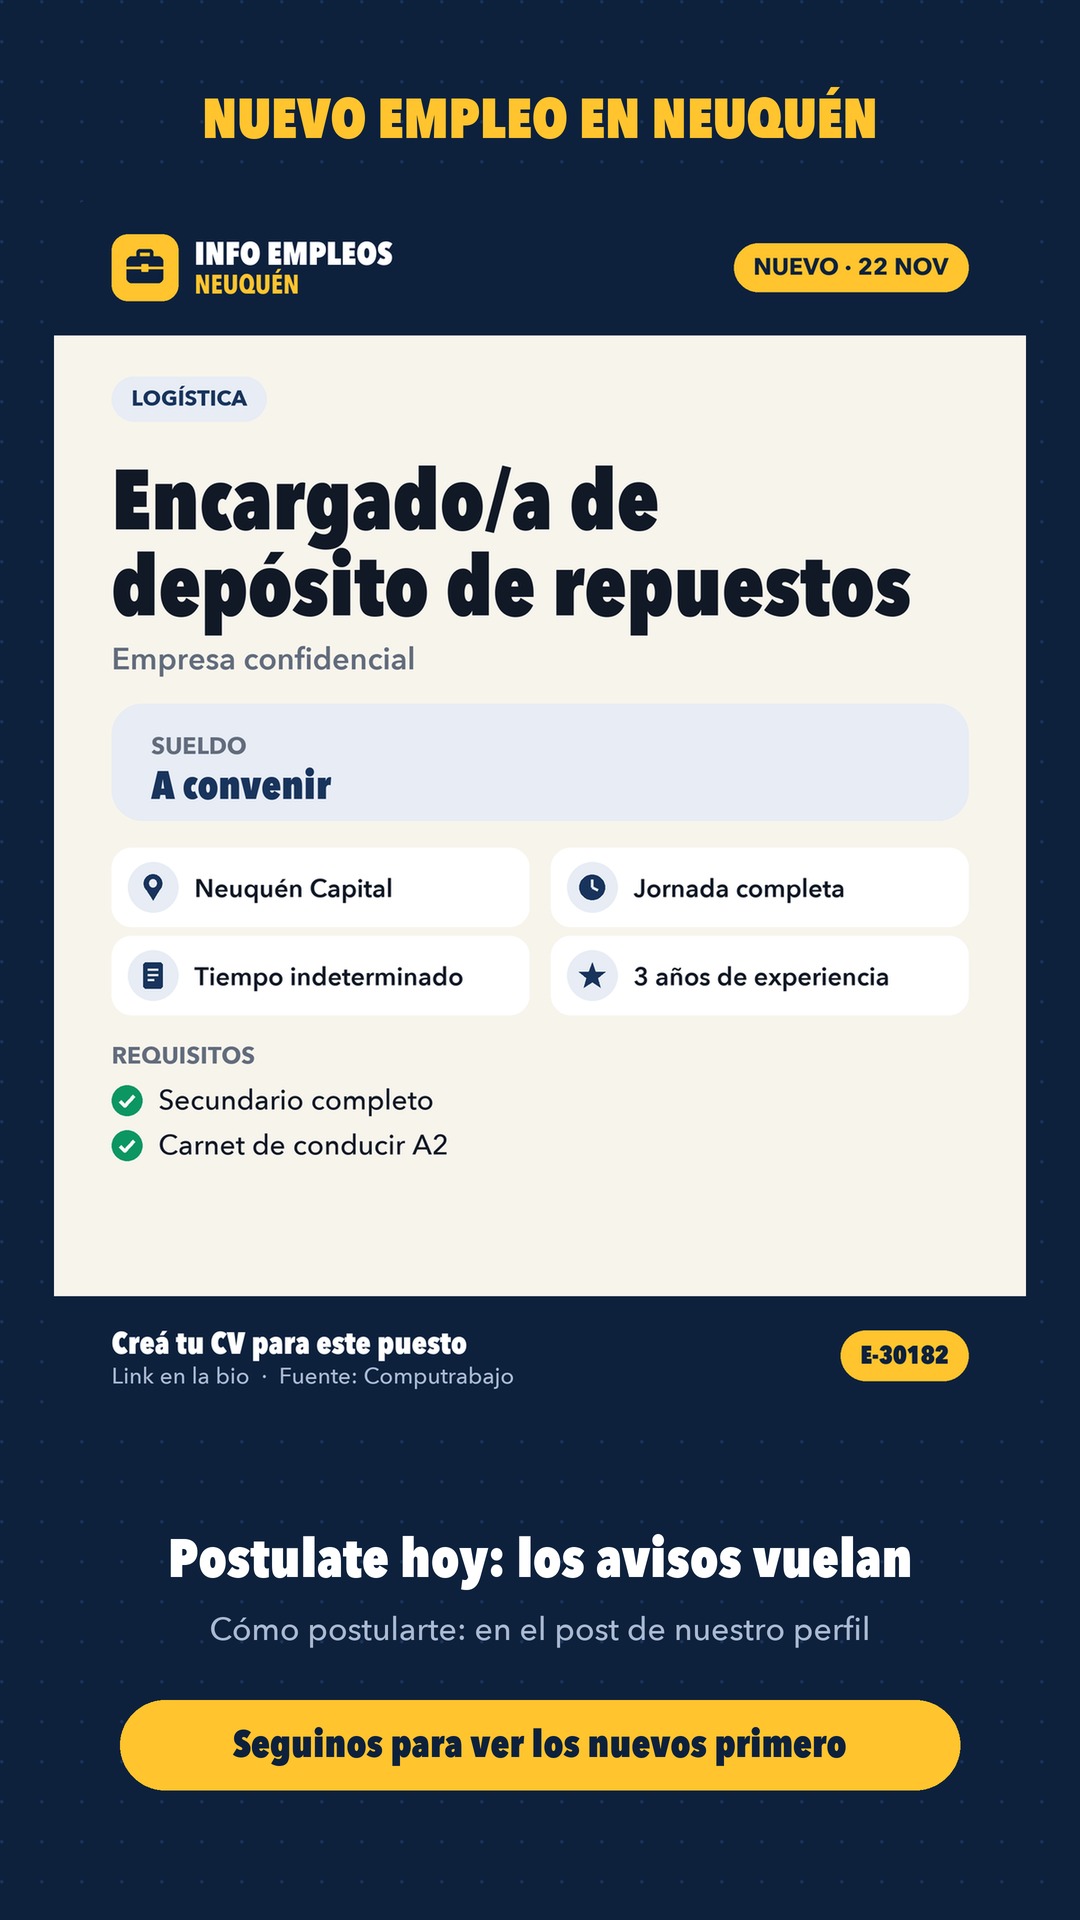 NUEVO EMPLEO EN NEUQUÉN
INFO EMPLEOS
NEUQUÉN
NUEVO · 22 NOV
LOGÍSTICA
Encargado/a de
depósito de repuestos
Empresa confidencial
SUELDO
A convenir
Neuquén Capital
Jornada completa
Tiempo indeterminado
3 años de experiencia
REQUISITOS
Secundario completo
Carnet de conducir A2
Creá tu CV para este puesto
Link en la bio · Fuente: Computrabajo
E-30182
Postulate hoy: los avisos vuelan
Cómo postularte: en el post de nuestro perfil
Seguinos para ver los nuevos primero